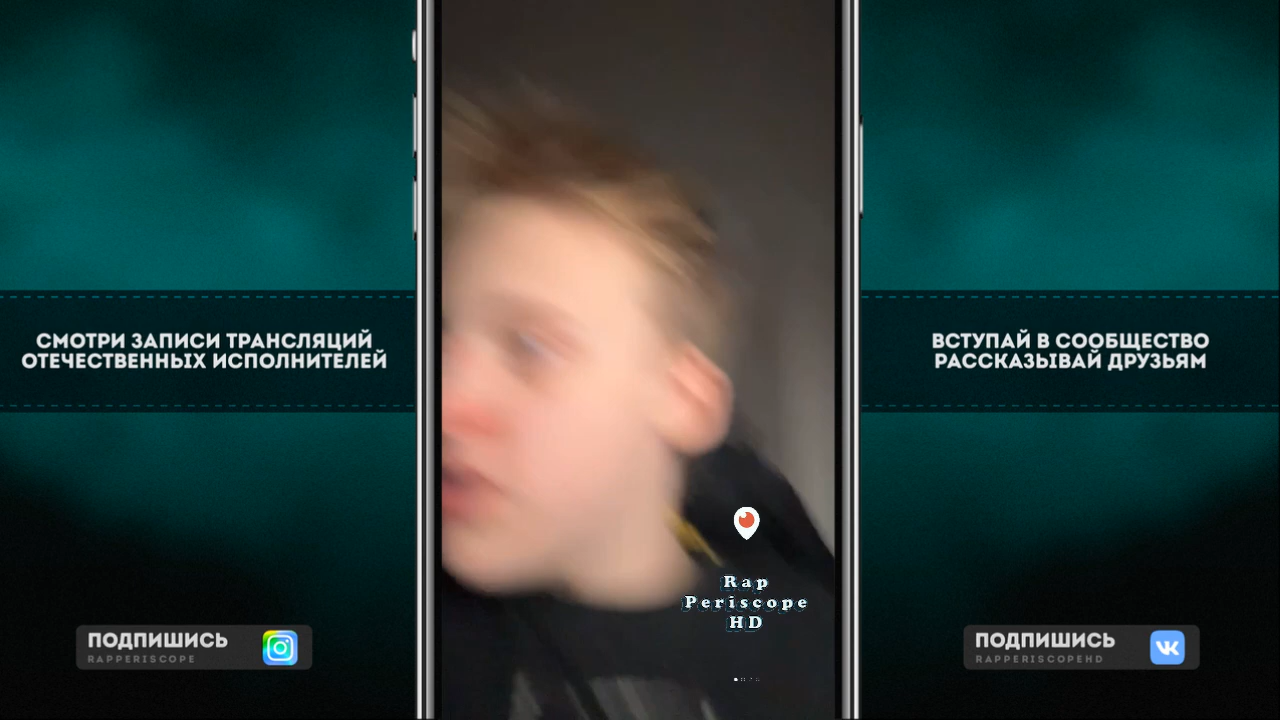 СМОТРИ ЗАПИСИ ТРАНСЛЯЦИЙ
ОТЕЧЕСТВЕННЫХ ИСПОЛНИТЕЛЕЙ
ВСТУПАЙ В СООБЩЕСТВО
РАССКАЗЫВАЙ ДРУЗЬЯМ
Rap
Periscope
HD
ПОДПИШИСЬ
RAPPERISCOPE
ПОДПИШИСЬ
RAPPERISCOPEHD